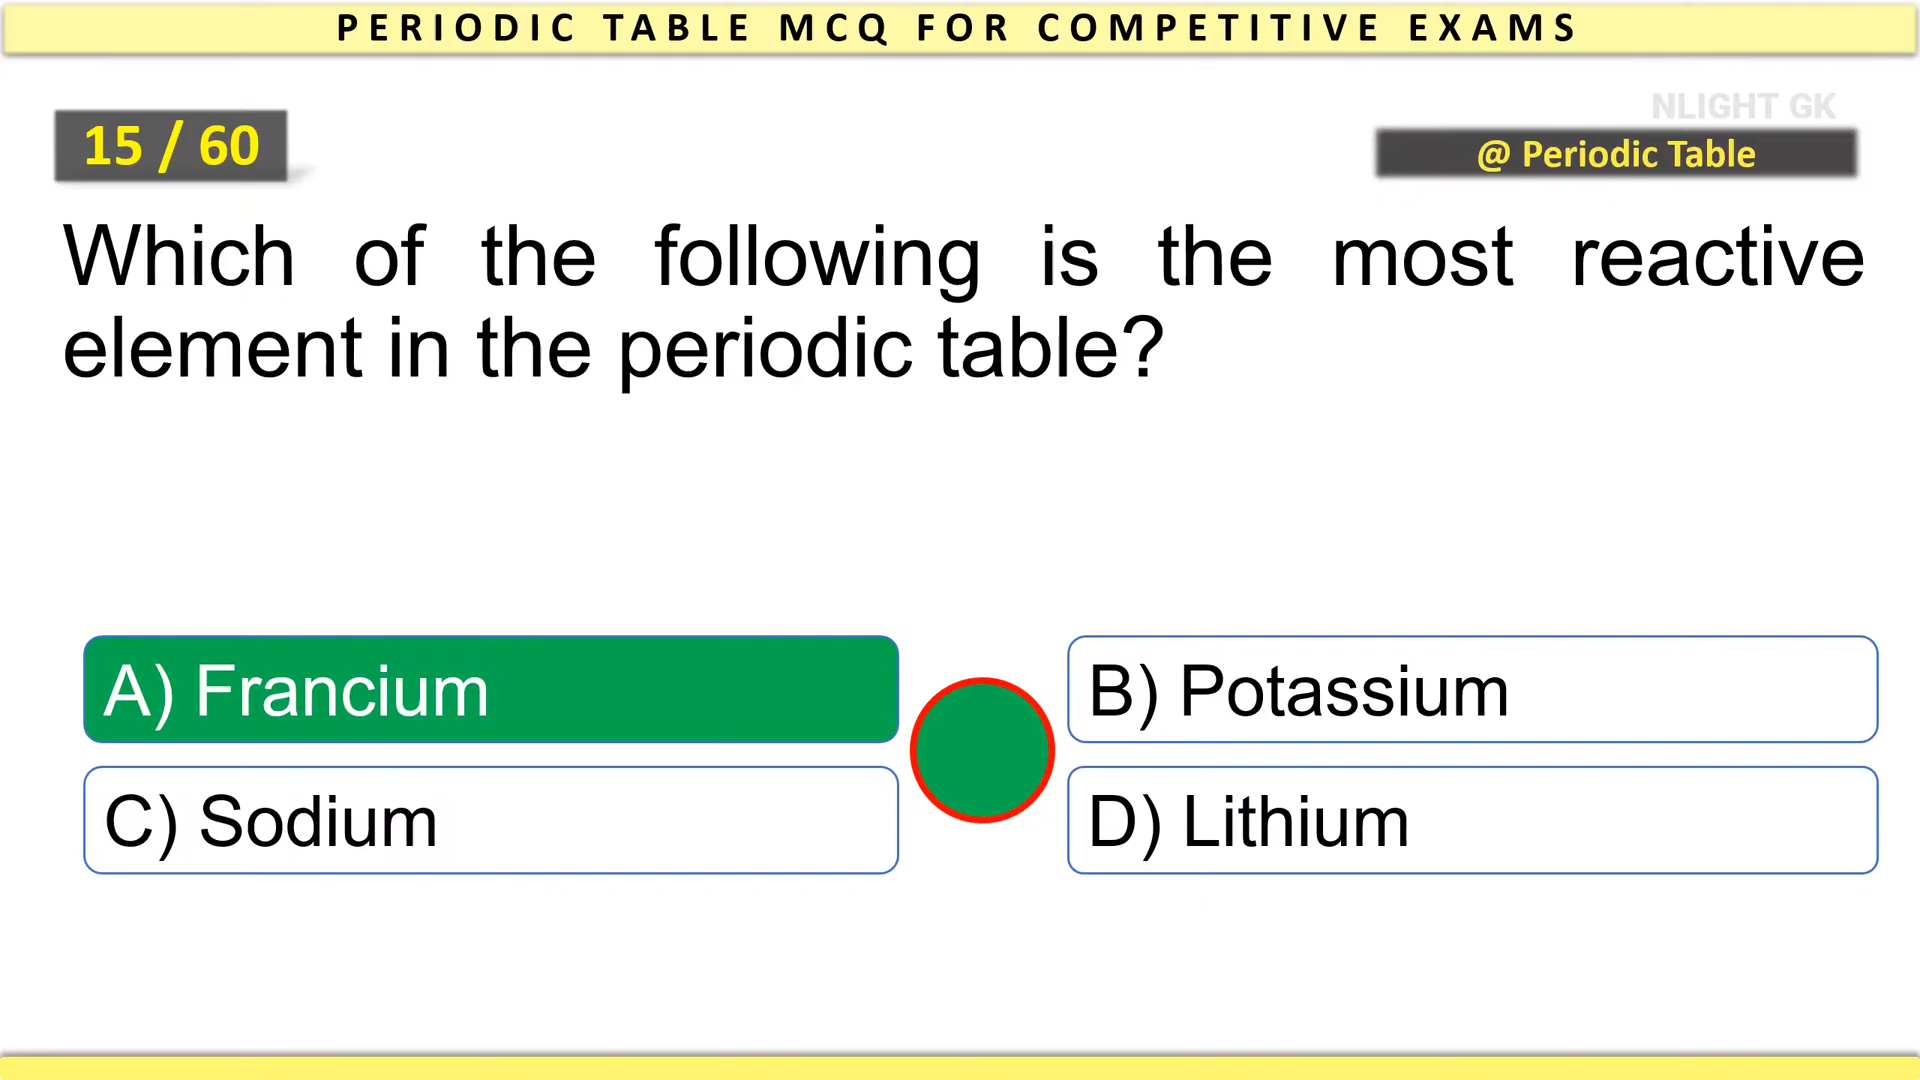 PERIODIC TABLE MCQ FOR COMPETITIVE EXAMS
NLIGHT GK
15 / 60
@ Periodic Table
Which of the following is the most reactive
element in the periodic table?
A) Francium
B) Potassium
C) Sodium
D) Lithium